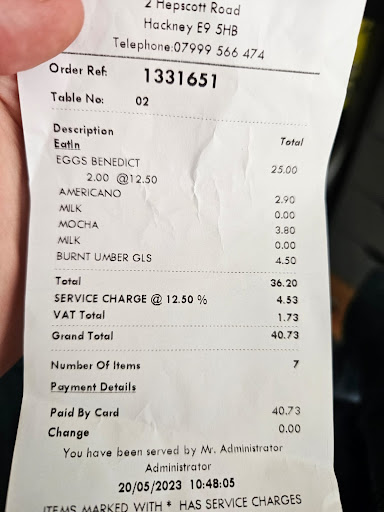 2 Hepscott Road
Hackney E9 5HB
Telephone:07999 566 474
Order Ref: 1331651
Table No: 02
Description Total
EatIn
EGGS BENEDICT 25.00
2.00 @12.50
AMERICANO 2.90
MILK 0.00
MOCHA 3.80
MILK 0.00
BURNT UMBER GLS 4.50
Total 36.20
SERVICE CHARGE @ 12.50 % 4.53
VAT Total 1.73
Grand Total 40.73
Number Of Items 7
Payment Details
Paid By Card 40.73
Change 0.00
You have been served by Mr. Administrator
Administrator
20/05/2023 10:48:05
ITEMS MARKED WITH * HAS SERVICE CHARGES